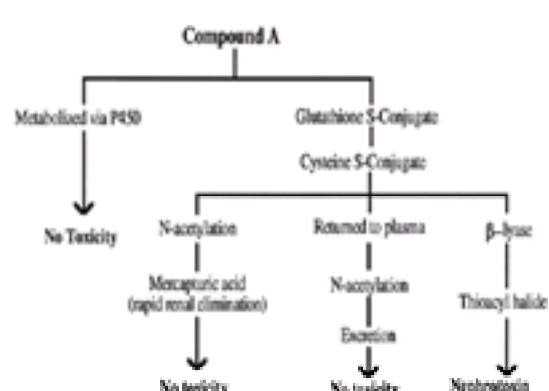 Compound A
Metabolized via P450
Glutathione S-Conjugate
Cysteine S-Conjugate
No Toxicity
N-acetylation
Returned to plasma
β-lyase
Mercapturic acid
(rapid renal elimination)
N-acetylation
Thioacyl halide
Excretion
No toxicity
No toxicity
Nephrotoxin